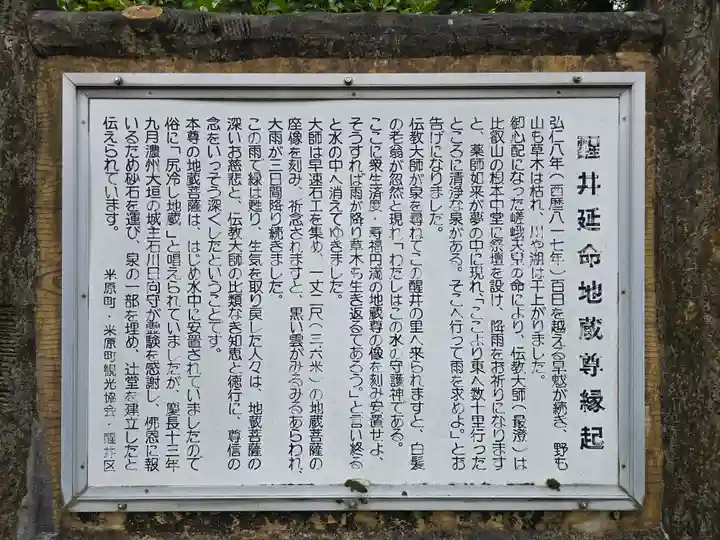 醒井延命地蔵尊縁起
弘仁八年（西暦八一七年）百日を越える旱魃が続き、野も
山も草木は枯れ、川や湖は干上がりました。
御心配になった嵯峨天皇の命により、伝教大師（最澄）は
比叡山の根本中堂に祭壇を設け、降雨をお祈りになります
と、薬師如来が夢の中に現れ、「ここより東へ数十里行った
ところに清浄な泉がある。そこへ行って雨を求めよ」とお
告げになりました。
伝教大師が泉を尋ねてこの醒井の里へ来られますと、白髪
の老翁が忽然と現れ「わたしはこの水の守護神である。
ここに衆生済度・寿福円満の地蔵尊の像を刻み安置せよ、
そうすれば雨が降り草木も生き返るであろう。」と言い終る
と水の中へ消えてゆきました。
大師は早速石工を集め、一丈二尺（三六米）の地蔵菩薩の
座像を刻み、祈念されますと、黒い雲がみるみるあらわれ、
大雨が三日間降り続きました。
この雨で緑は甦り、生気を取り戻した人々は、地蔵菩薩の
深いお慈悲と、伝教大師の比類なき知恵と徳行に、尊信の
念をいっそう深くしたということです。
本尊の地蔵菩薩は、はじめ水中に安置されていましたので
俗に「尻冷し地蔵」と唱えられていましたが、慶長十三年
九月濃州大垣の城主石川日向守が霊験を感謝し、佛恩に報
いるため砂石を運び、泉の一部を埋め、辻堂を建立したと
伝えられています。
米原町・米原町観光協会・醒井区